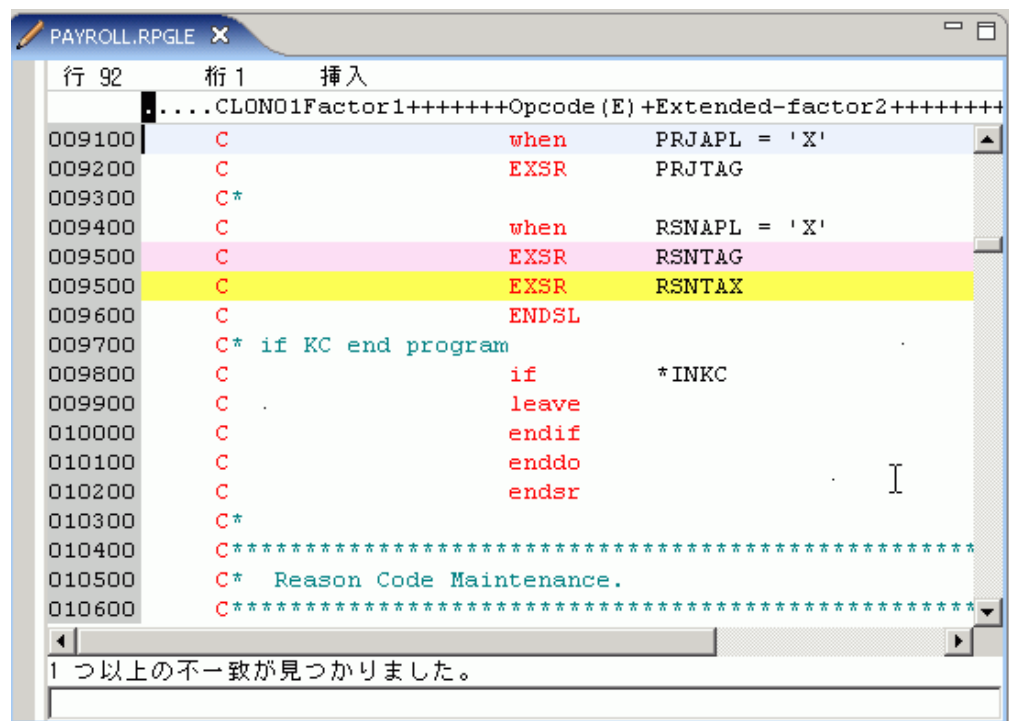 PAYROLL.RPGLE
行 92 桁 1 挿入
.....CL0N01Factor1+++++++Opcode(E)+Extended-factor2++++++++
009100 C when PRJAPL = 'X'
009200 C EXSR PRJTAG
009300 C*
009400 C when RSNAPL = 'X'
009500 C EXSR RSNTAG
009500 C EXSR RSNTAX
009600 C ENDSL
009700 C* if KC end program
009800 C if *INKC
009900 C leave
010000 C endif
010100 C enddo
010200 C endsr
010300 C*
010400 C***************************************************
010500 C* Reason Code Maintenance.
010600 C***************************************************
1 つ以上の不一致が見つかりました。